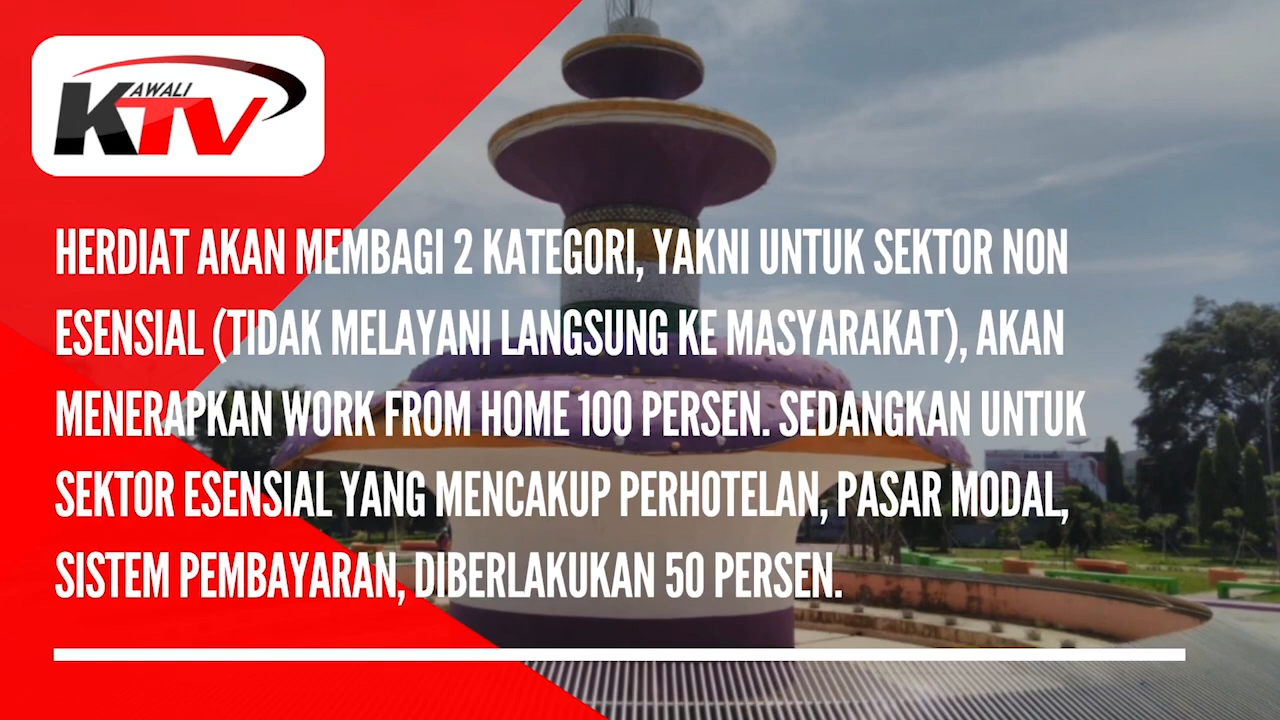 KAWALI
TV
HERDIAT AKAN MEMBAGI 2 KATEGORI, YAKNI UNTUK SEKTOR NON
ESENSIAL (TIDAK MELAYANI LANGSUNG KE MASYARAKAT), AKAN
MENERAPKAN WORK FROM HOME 100 PERSEN. SEDANGKAN UNTUK
SEKTOR ESENSIAL YANG MENCAKUP PERHOTELAN, PASAR MODAL,
SISTEM PEMBAYARAN, DIBERLAKUKAN 50 PERSEN.